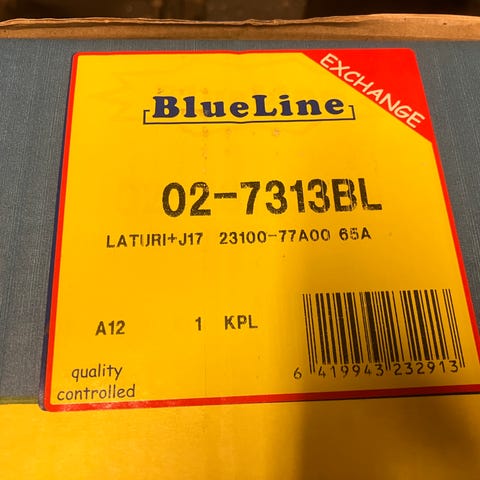 EXCHANGE
BlueLine
02-7313BL
LATURI+J17 23100-77A00 65A
A12 1 KPL
6 419943 232913
quality
controlled